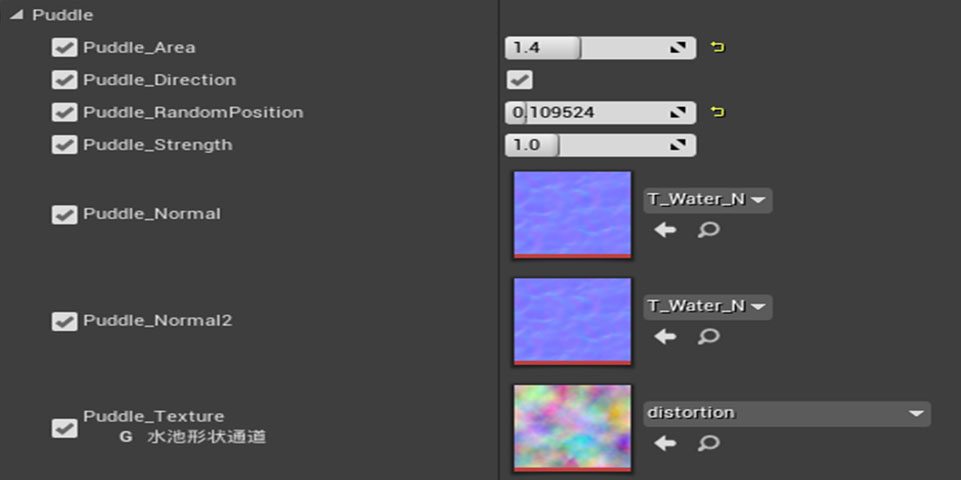 Puddle
Puddle_Area 1.4
Puddle_Direction
Puddle_RandomPosition 0.109524
Puddle_Strength 1.0
Puddle_Normal T_Water_N
Puddle_Normal2 T_Water_N
Puddle_Texture distortion
G 水池形状通道